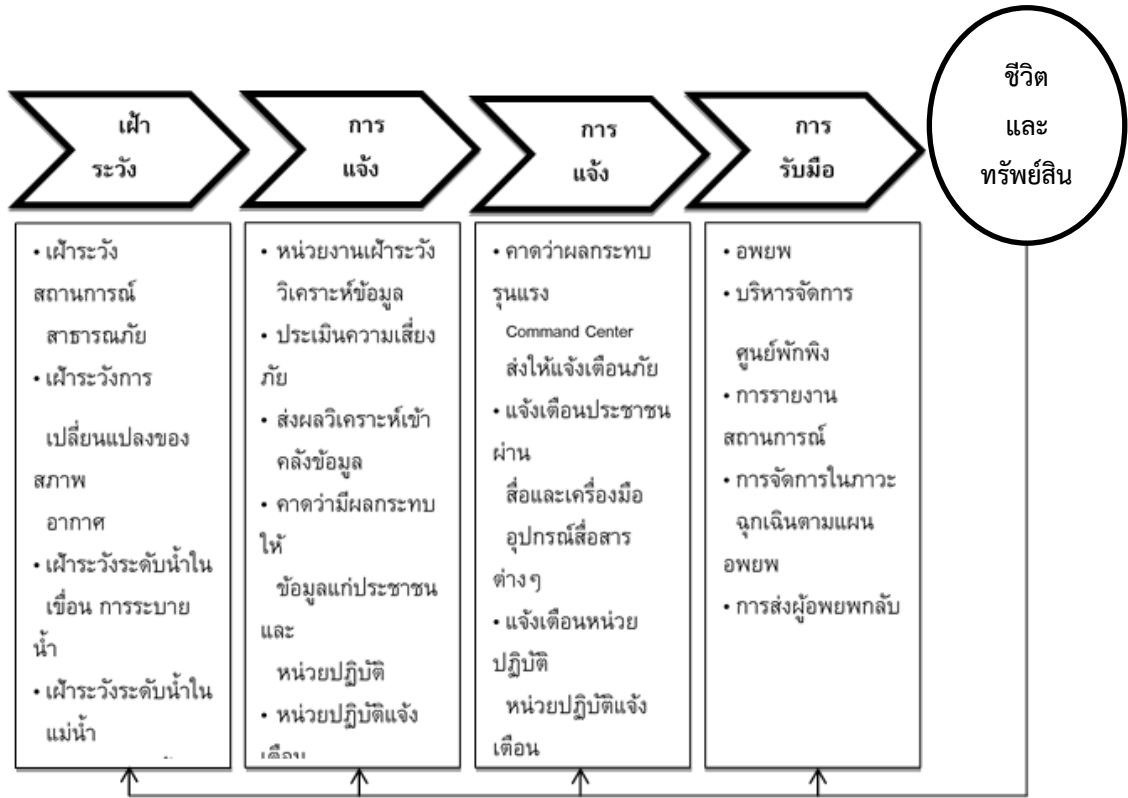 เฝ้า
ระวัง
การ
แจ้ง
การ
แจ้ง
การ
รับมือ
ชีวิต
และ
ทรัพย์สิน
• เฝ้าระวัง
สถานการณ์
สาธารณภัย
• เฝ้าระวังการ
เปลี่ยนแปลงของ
สภาพ
อากาศ
• เฝ้าระวังระดับน้ำใน
เขื่อน การระบาย
น้ำ
• เฝ้าระวังระดับน้ำใน
แม่น้ำ
• หน่วยงานเฝ้าระวัง
วิเคราะห์ข้อมูล
• ประเมินความเสี่ยง
ภัย
• ส่งผลวิเคราะห์เข้า
คลังข้อมูล
• คาดว่ามีผลกระทบ
ให้
ข้อมูลแก่ประชาชน
และ
หน่วยปฏิบัติ
• หน่วยปฏิบัติแจ้ง
เตือน
• คาดว่าผลกระทบ
รุนแรง
Command Center
ส่งให้แจ้งเตือนภัย
• แจ้งเตือนประชาชน
ผ่าน
สื่อและเครื่องมือ
อุปกรณ์สื่อสาร
ต่างๆ
• แจ้งเตือนหน่วย
ปฏิบัติ
หน่วยปฏิบัติแจ้ง
เตือน
• อพยพ
• บริหารจัดการ
ศูนย์พักพิง
• การรายงาน
สถานการณ์
• การจัดการในภาวะ
ฉุกเฉินตามแผน
อพยพ
• การส่งผู้อพยพกลับ